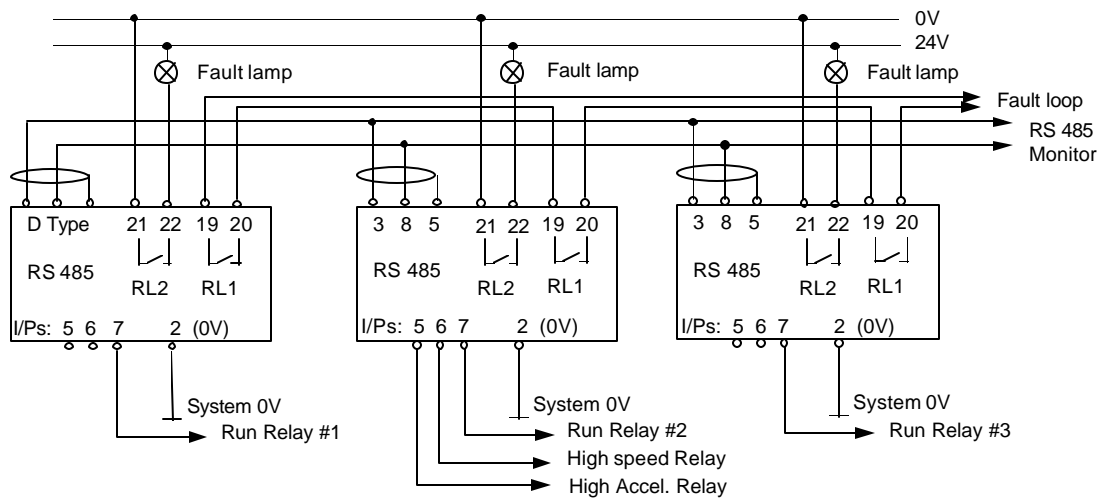 0V
24V
Fault lamp Fault lamp Fault lamp
Fault loop
RS 485
Monitor
D Type 21 22 19 20
RS 485
RL2 RL1
I/Ps: 5 6 7 2 (0V)
3 8 5 21 22 19 20
RS 485
RL2 RL1
I/Ps: 5 6 7 2 (0V)
3 8 5 21 22 19 20
RS 485
RL2 RL1
I/Ps: 5 6 7 2 (0V)
System 0V
Run Relay #1
System 0V
Run Relay #2
High speed Relay
High Accel. Relay
System 0V
Run Relay #3